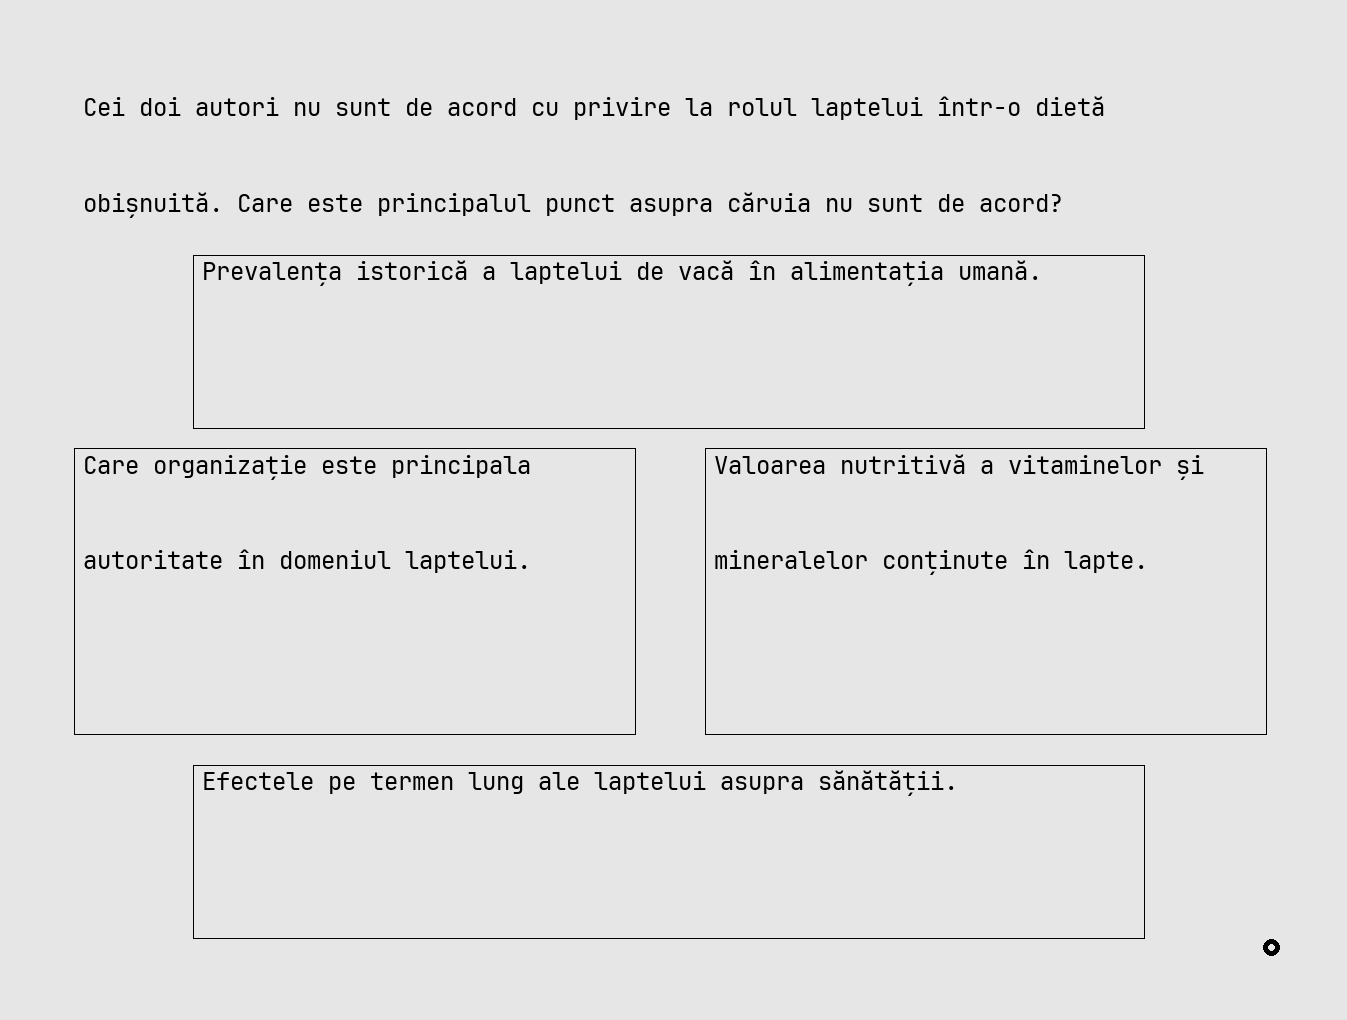 Cei doi autori nu sunt de acord cu privire la rolul laptelui într-o dietă
obișnuită. Care este principalul punct asupra căruia nu sunt de acord?
Prevalența istorică a laptelui de vacă în alimentația umană.
Care organizație este principala
autoritate în domeniul laptelui.
Valoarea nutritivă a vitaminelor și
mineralelor conținute în lapte.
Efectele pe termen lung ale laptelui asupra sănătății.